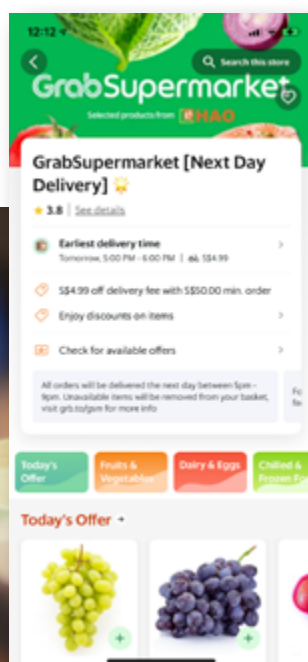 12:12
Search this store
GrabSupermarket
Selected products from HAO
GrabSupermarket [Next Day
Delivery]
3.8 | See details
Earliest delivery time
Tomorrow, 5:00 PM - 6:00 PM | S$4.99
S$4.99 off delivery fee with S$50.00 min. order
Enjoy discounts on items
Check for available offers
All orders will be delivered the next day between 5pm –
9pm. Unavailable items will be removed from your basket,
visit grb.to/gsm for more info
Today's
Offer
Fruits &
Vegetables
Dairy & Eggs
Chilled &
Frozen Fo
Today's Offer